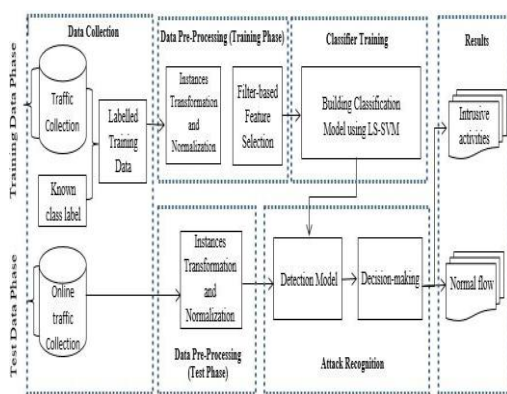 Data Collection
Data Pre-Processing (Training Phase)
Classifier Training
Results
Training Data Phase
Traffic
Collection
Labelled
Training
Data
Known
class label
Instances
Transformation
and
Normalization
Filter-based
Feature
Selection
Building Classification
Model using LS-SVM
Intrusive
activities
Test Data Phase
Online
traffic
Collection
Instances
Transformation
and
Normalization
Data Pre-Processing
(Test Phase)
Detection Model
Decision-making
Attack Recognition
Normal flow